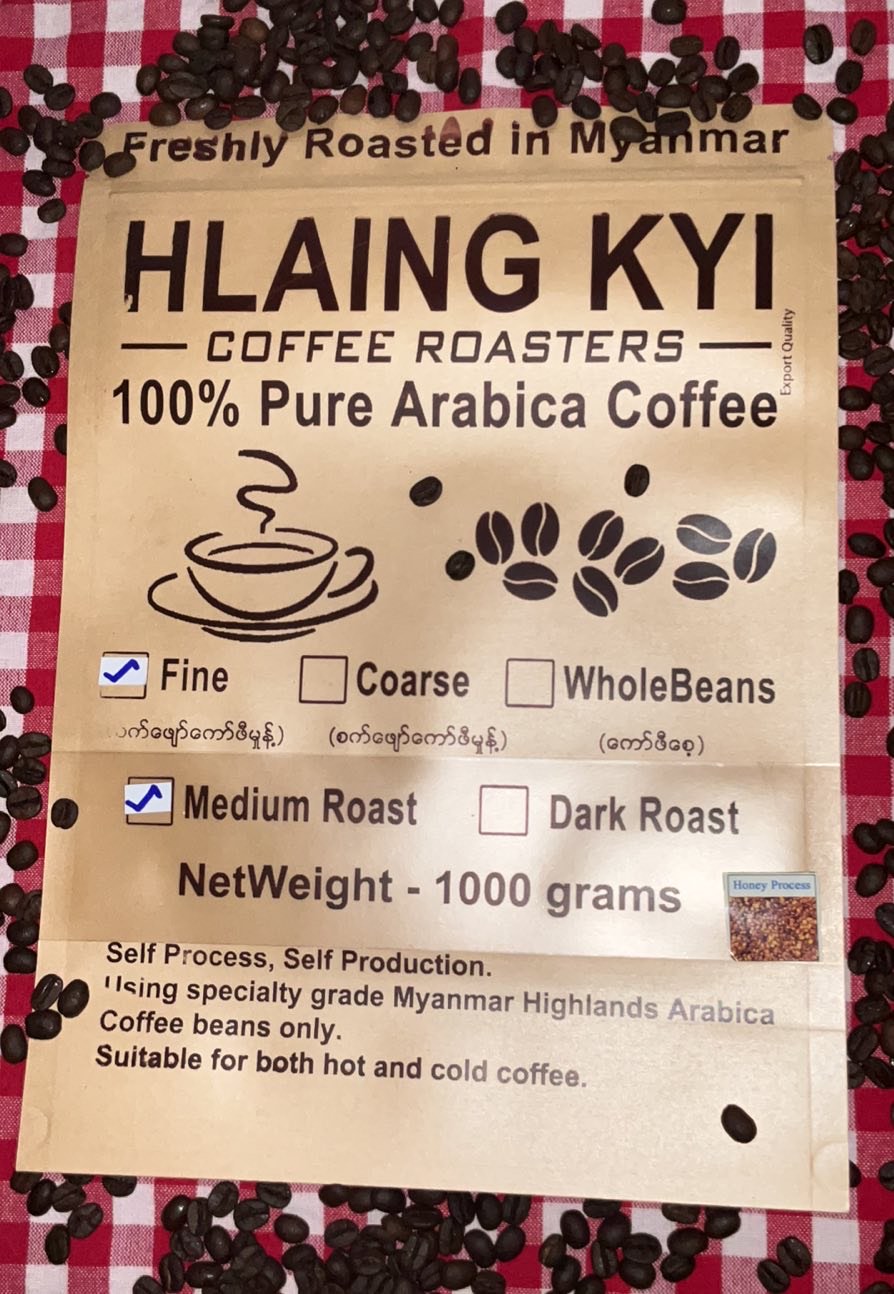 Freshly Roasted in Myanmar
HLAING KYI
COFFEE ROASTERS
Export Quality
100% Pure Arabica Coffee
Fine Coarse WholeBeans
(စက်ဖျော်ကော်ဖီမှုန့်) (ကော်ဖီစေ့)
Medium Roast Dark Roast
NetWeight - 1000 grams
Honey Process
Self Process, Self Production.
Using specialty grade Myanmar Highlands Arabica
Coffee beans only.
Suitable for both hot and cold coffee.